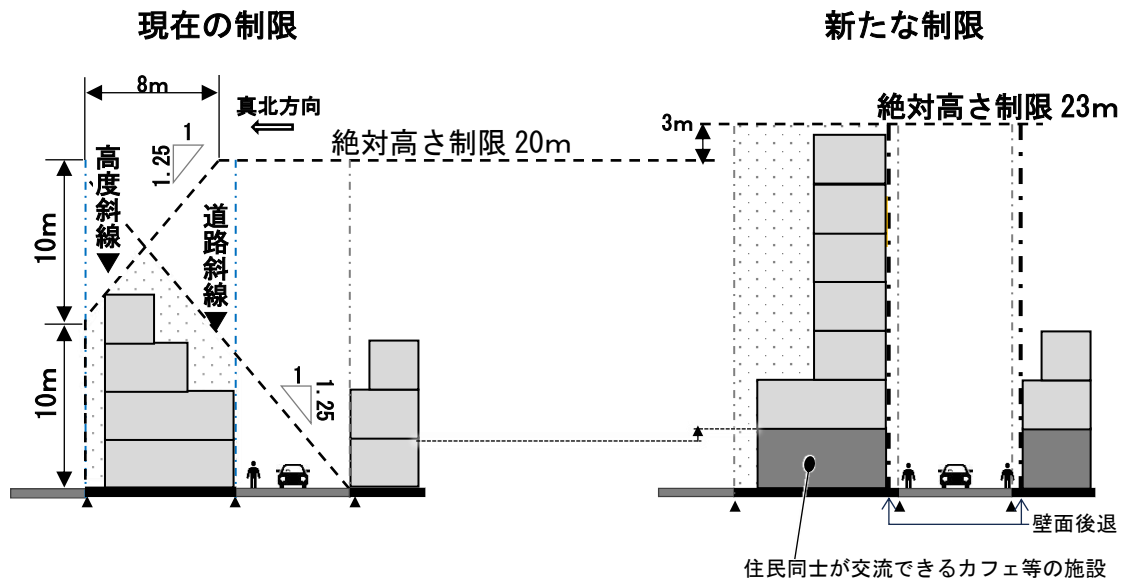 現在の制限
新たな制限
8m
真北方向
1
1.25
絶対高さ制限 20m
3m
絶対高さ制限 23m
高度斜線
道路斜線
10m
10m
1
1.25
壁面後退
住民同士が交流できるカフェ等の施設